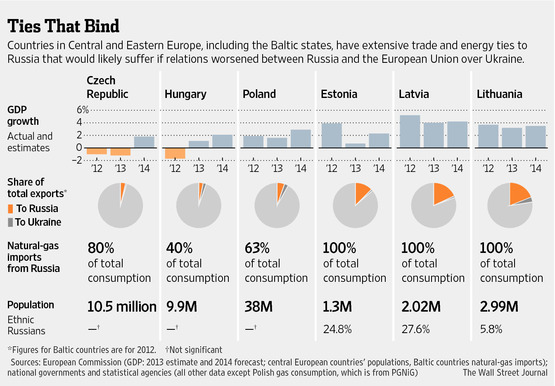 Ties That Bind
Countries in Central and Eastern Europe, including the Baltic states, have extensive trade and energy ties to
Russia that would likely suffer if relations worsened between Russia and the European Union over Ukraine.
Czech Republic Hungary Poland Estonia Latvia Lithuania
GDP growth
Actual and estimates
6%
4
2
0
−2
'12 '13 '14 '12 '13 '14 '12 '13 '14 '12 '13 '14 '12 '13 '14 '12 '13 '14
Share of total exports*
To Russia
To Ukraine
Natural-gas imports from Russia
80% of total consumption
40% of total consumption
63% of total consumption
100% of total consumption
100% of total consumption
100% of total consumption
Population 10.5 million 9.9M 38M 1.3M 2.02M 2.99M
Ethnic Russians —† —† —† 24.8% 27.6% 5.8%
*Figures for Baltic countries are for 2012. †Not significant
Sources: European Commission (GDP: 2013 estimate and 2014 forecast; central European countries' populations, Baltic countries natural-gas imports);
national governments and statistical agencies (all other data except Polish gas consumption, which is from PGNiG) The Wall Street Journal